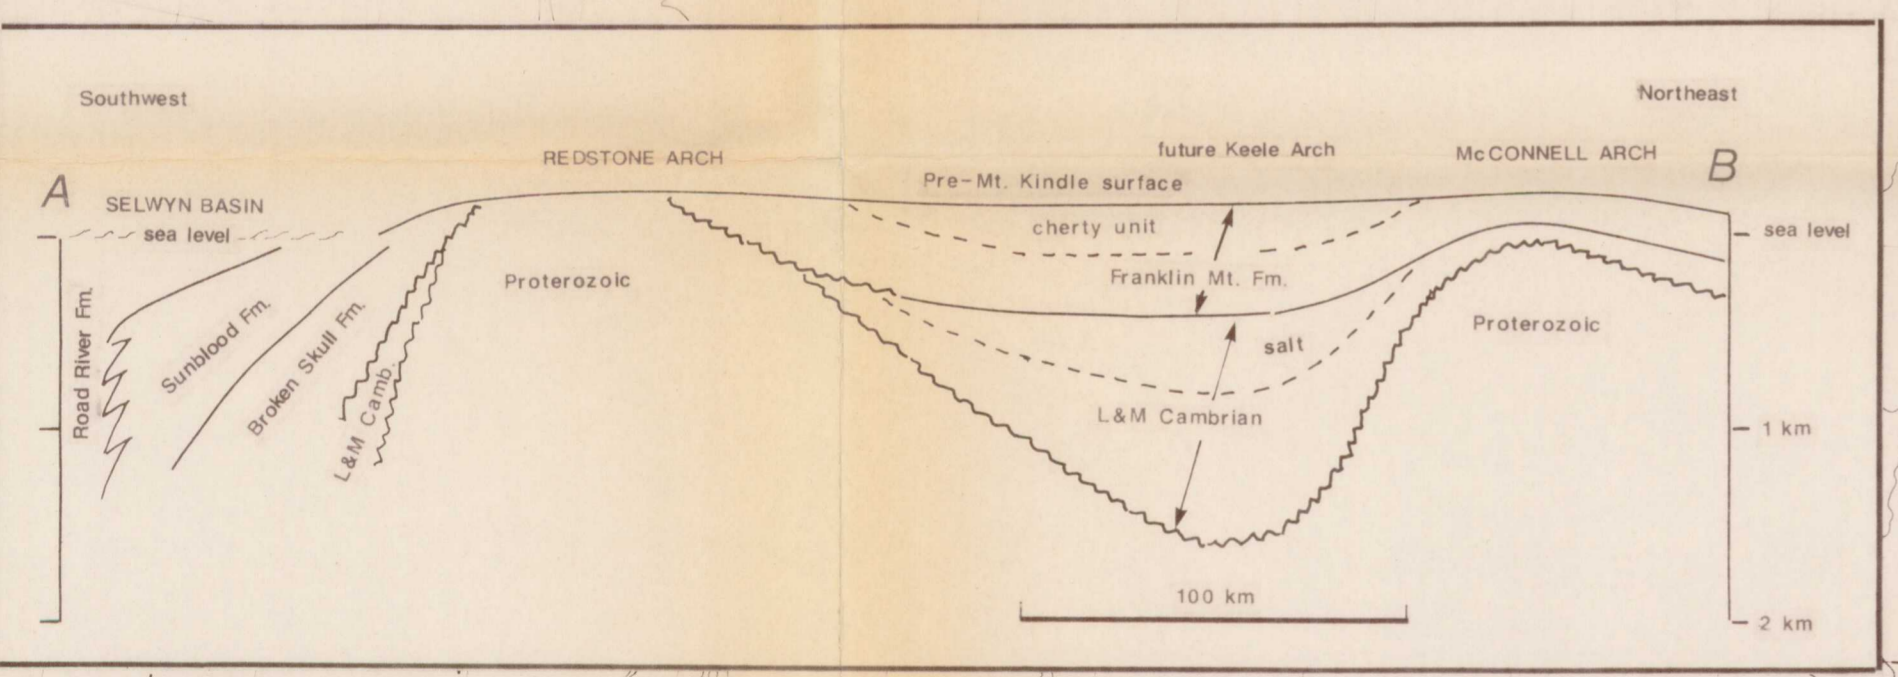 Southwest
Northeast
REDSTONE ARCH
future Keele Arch
McCONNELL ARCH
A
SELWYN BASIN
Pre-Mt. Kindle surface
B
sea level
cherty unit
sea level
Proterozoic
Franklin Mt. Fm.
Road River Fm.
Sunblood Fm.
Broken Skull Fm.
L&M Camb.
salt
Proterozoic
L&M Cambrian
1 km
100 km
2 km